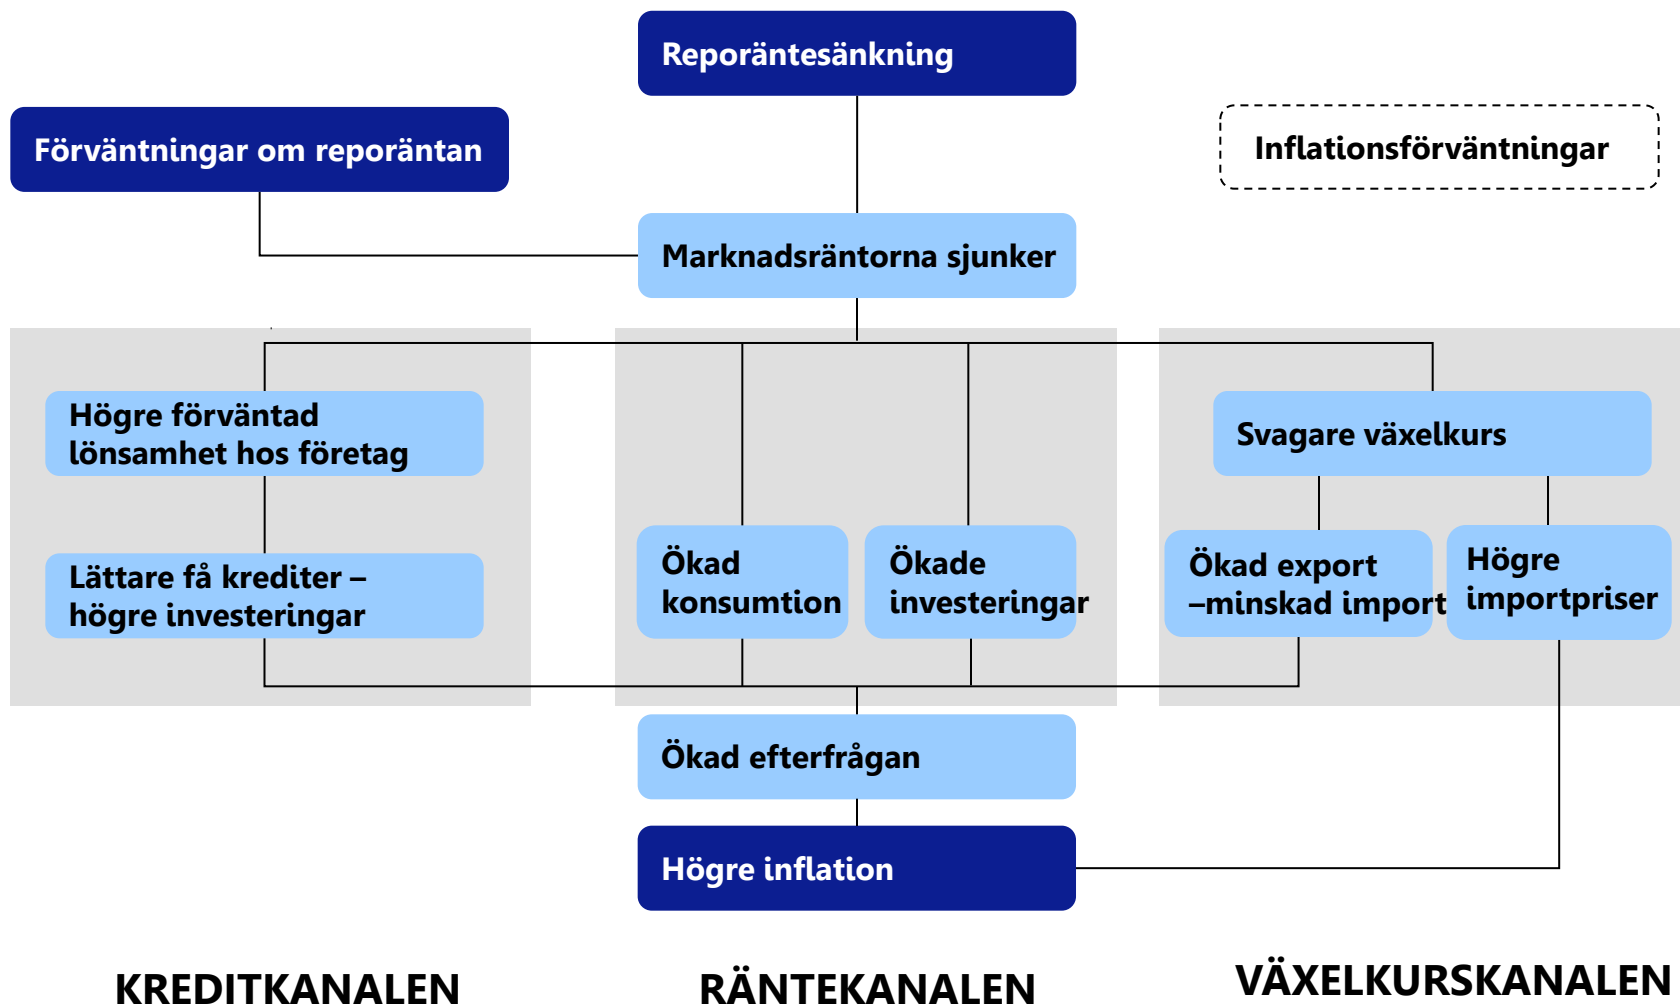 Reporäntesänkning
Förväntningar om reporäntan
Inflationsförväntningar
Marknadsräntorna sjunker
Högre förväntad
lönsamhet hos företag
Svagare växelkurs
Lättare få krediter –
högre investeringar
Ökad
konsumtion
Ökade
investeringar
Ökad export
–minskad import
Högre
importpriser
Ökad efterfrågan
Högre inflation
KREDITKANALEN
RÄNTEKANALEN
VÄXELKURSKANALEN